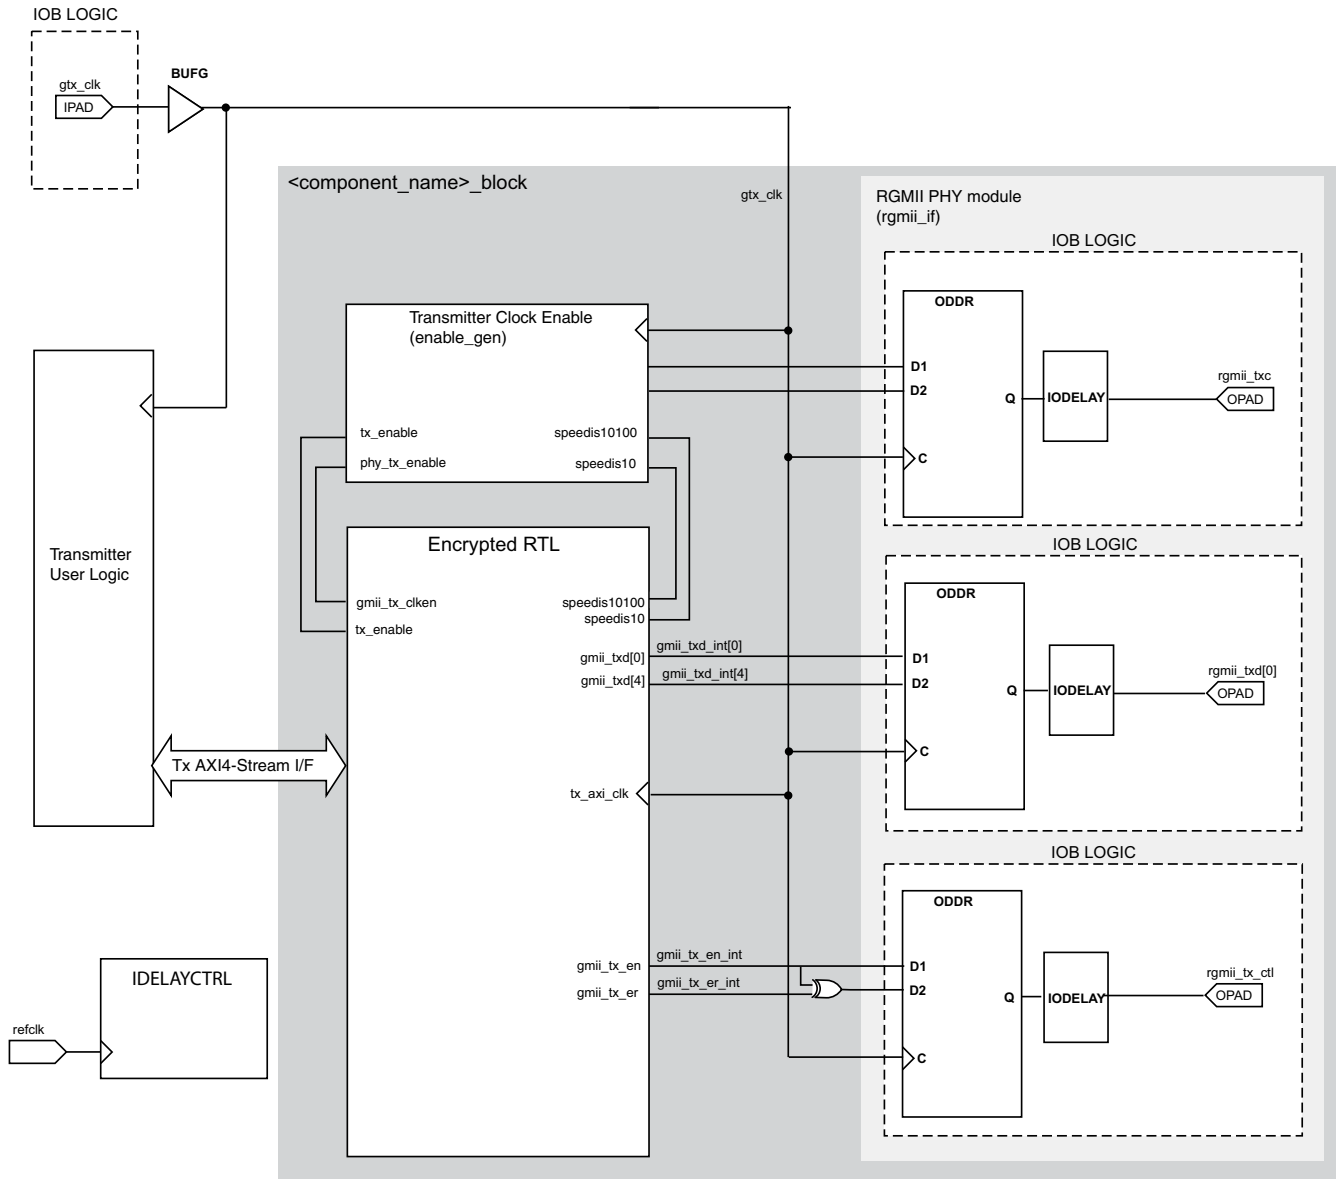 IOB LOGIC
gtx_clk
IPAD
BUFG
<component_name>_block
gtx_clk
RGMII PHY module
(rgmii_if)
IOB LOGIC
ODDR
D1
D2
Q
C
IODELAY
rgmii_txc
OPAD
Transmitter Clock Enable
(enable_gen)
tx_enable
phy_tx_enable
speedis10100
speedis10
Transmitter
User Logic
Encrypted RTL
gmii_tx_clken
tx_enable
speedis10100
speedis10
gmii_txd[0]
gmii_txd[4]
gmii_txd_int[0]
gmii_txd_int[4]
IOB LOGIC
ODDR
D1
D2
Q
C
IODELAY
rgmii_txd[0]
OPAD
Tx AXI4-Stream I/F
tx_axi_clk
gmii_tx_en
gmii_tx_er
gmii_tx_en_int
gmii_tx_er_int
IOB LOGIC
ODDR
D1
D2
Q
C
IODELAY
rgmii_tx_ctl
OPAD
IDELAYCTRL
refclk